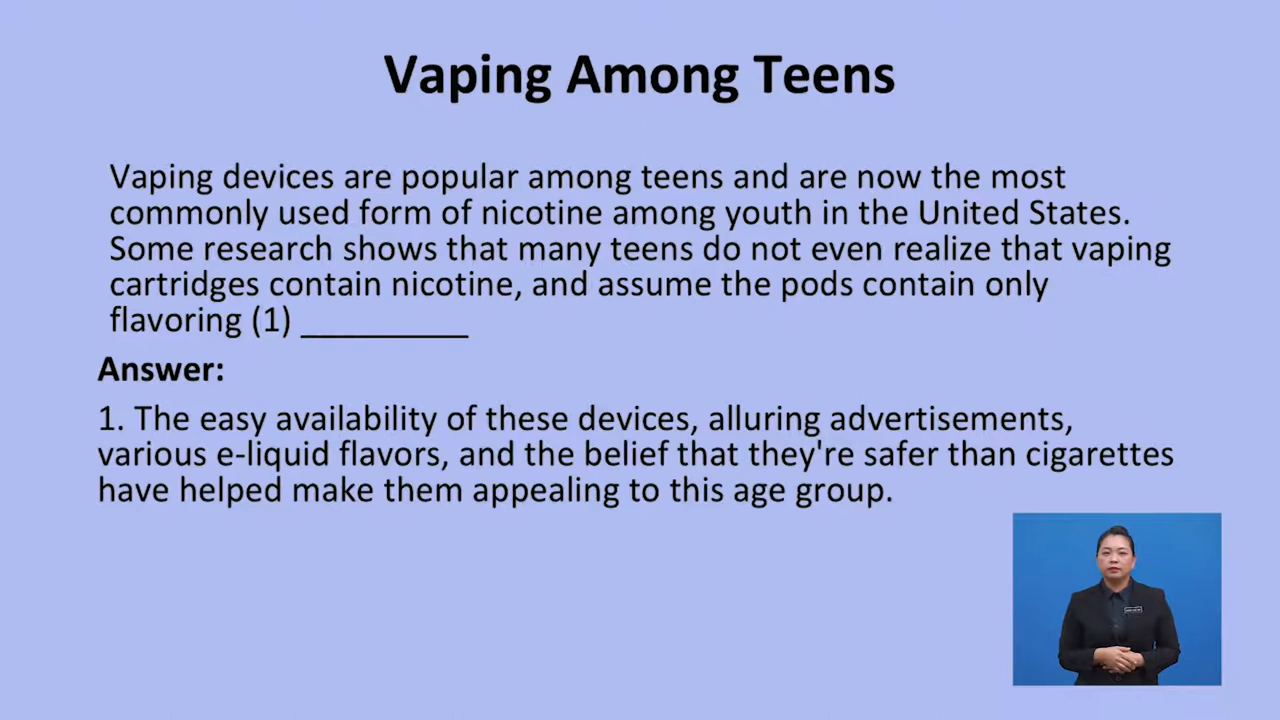 Vaping Among Teens
Vaping devices are popular among teens and are now the most
commonly used form of nicotine among youth in the United States.
Some research shows that many teens do not even realize that vaping
cartridges contain nicotine, and assume the pods contain only
flavoring (1) __________
Answer:
1. The easy availability of these devices, alluring advertisements,
various e-liquid flavors, and the belief that they're safer than cigarettes
have helped make them appealing to this age group.